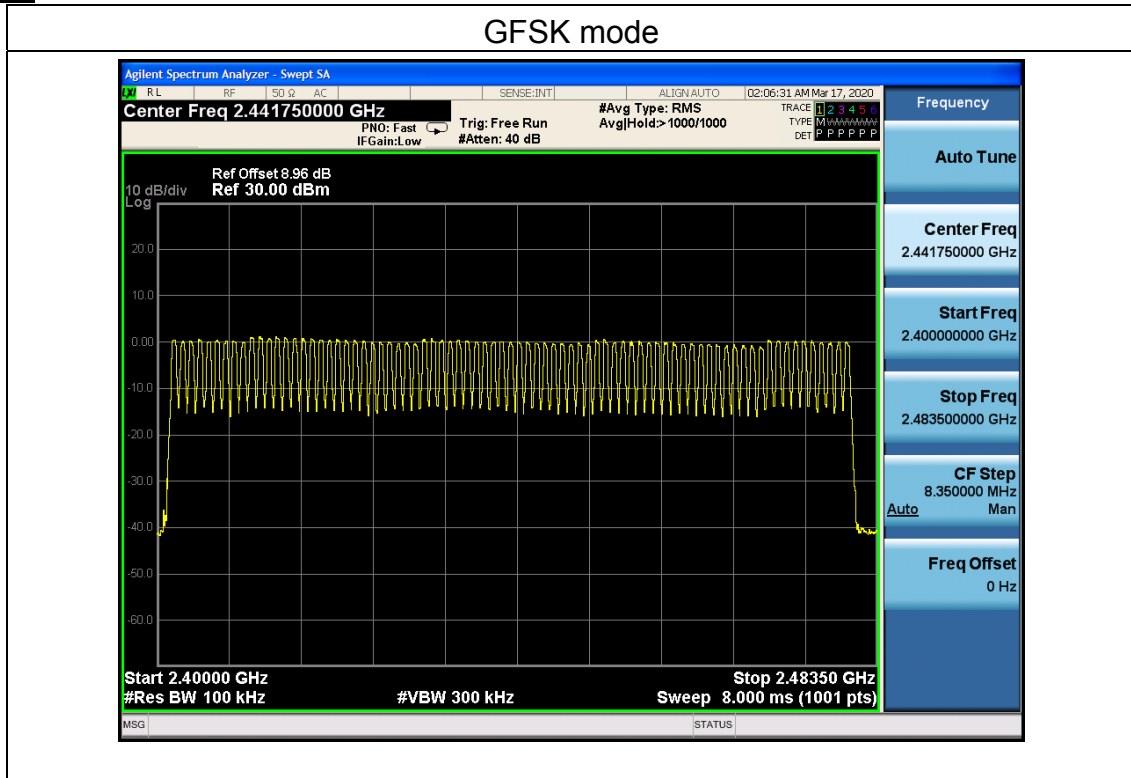 GFSK mode
Agilent Spectrum Analyzer - Swept SA
LXI RL RF 50 Ω AC SENSE:INT ALIGN AUTO 02:06:31 AM Mar 17, 2020
Center Freq 2.441750000 GHz
PNO: Fast
IFGain:Low
Trig: Free Run
#Atten: 40 dB
#Avg Type: RMS
Avg|Hold:> 1000/1000
TRACE 1 2 3 4 5 6
TYPE M WWWWW
DET P P P P P P
Ref Offset 8.96 dB
10 dB/div Ref 30.00 dBm
Log
20.0
10.0
0.00
-10.0
-20.0
-30.0
-40.0
-50.0
-60.0
Start 2.40000 GHz Stop 2.48350 GHz
#Res BW 100 kHz #VBW 300 kHz Sweep 8.000 ms (1001 pts)
MSG STATUS
Frequency
Auto Tune
Center Freq
2.441750000 GHz
Start Freq
2.400000000 GHz
Stop Freq
2.483500000 GHz
CF Step
8.350000 MHz
Auto Man
Freq Offset
0 Hz